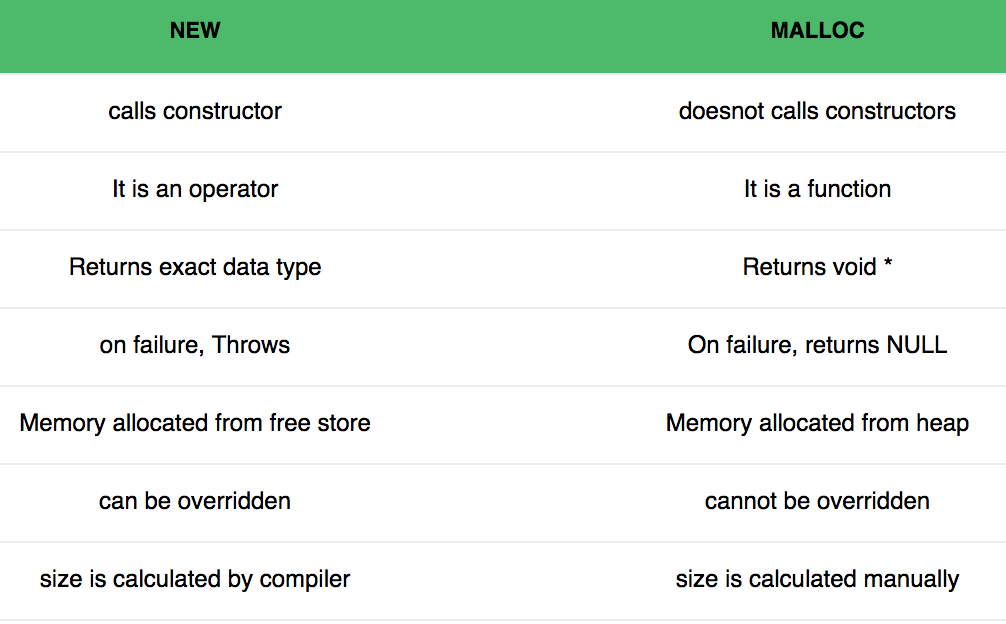 NEW MALLOC
calls constructor doesnot calls constructors
It is an operator It is a function
Returns exact data type Returns void *
on failure, Throws On failure, returns NULL
Memory allocated from free store Memory allocated from heap
can be overridden cannot be overridden
size is calculated by compiler size is calculated manually